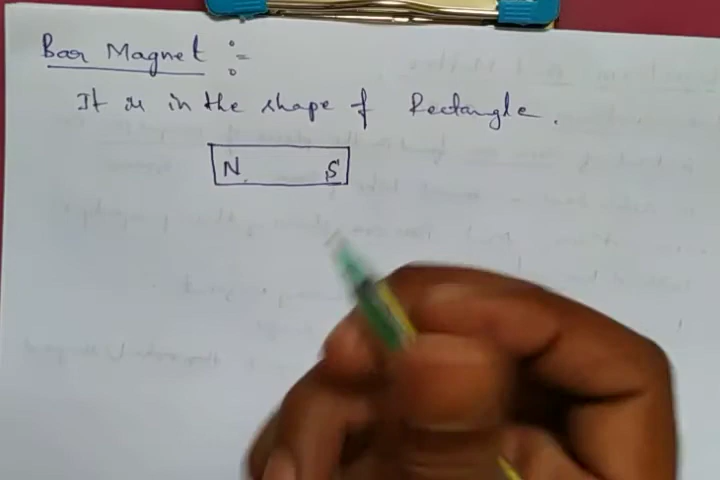 Bar Magnet :=
It is in the shape of Rectangle.
N S